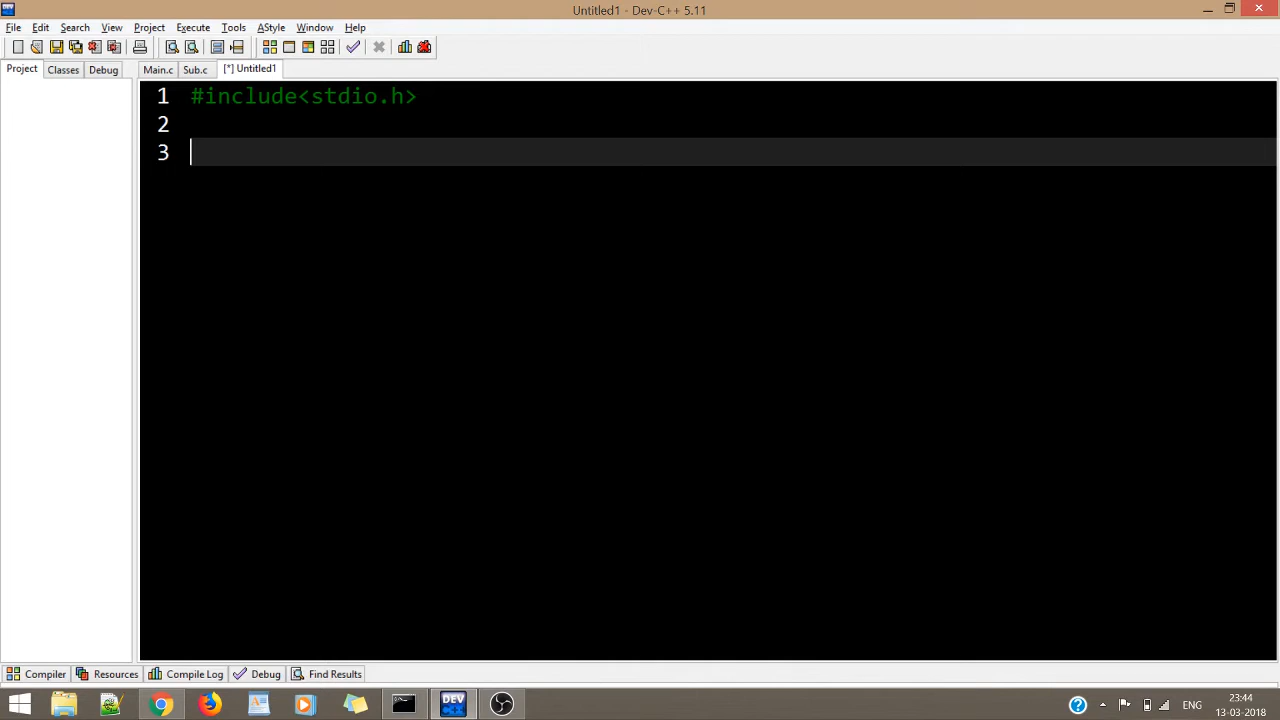 Untitled1 - Dev-C++ 5.11
File Edit Search View Project Execute Tools AStyle Window Help
Project Classes Debug Main.c Sub.c [*] Untitled1
1 #include<stdio.h>
2
3
Compiler Resources Compile Log Debug Find Results
DEV C++ ENG 23:44
13-03-2018